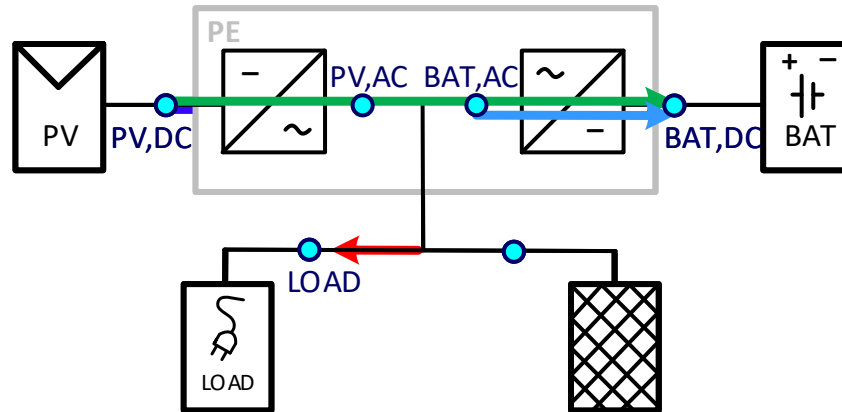 PE
PV,AC BAT,AC
+ −
− ~
PV
BAT
~ −
PV,DC
BAT,DC
LOAD
LOAD